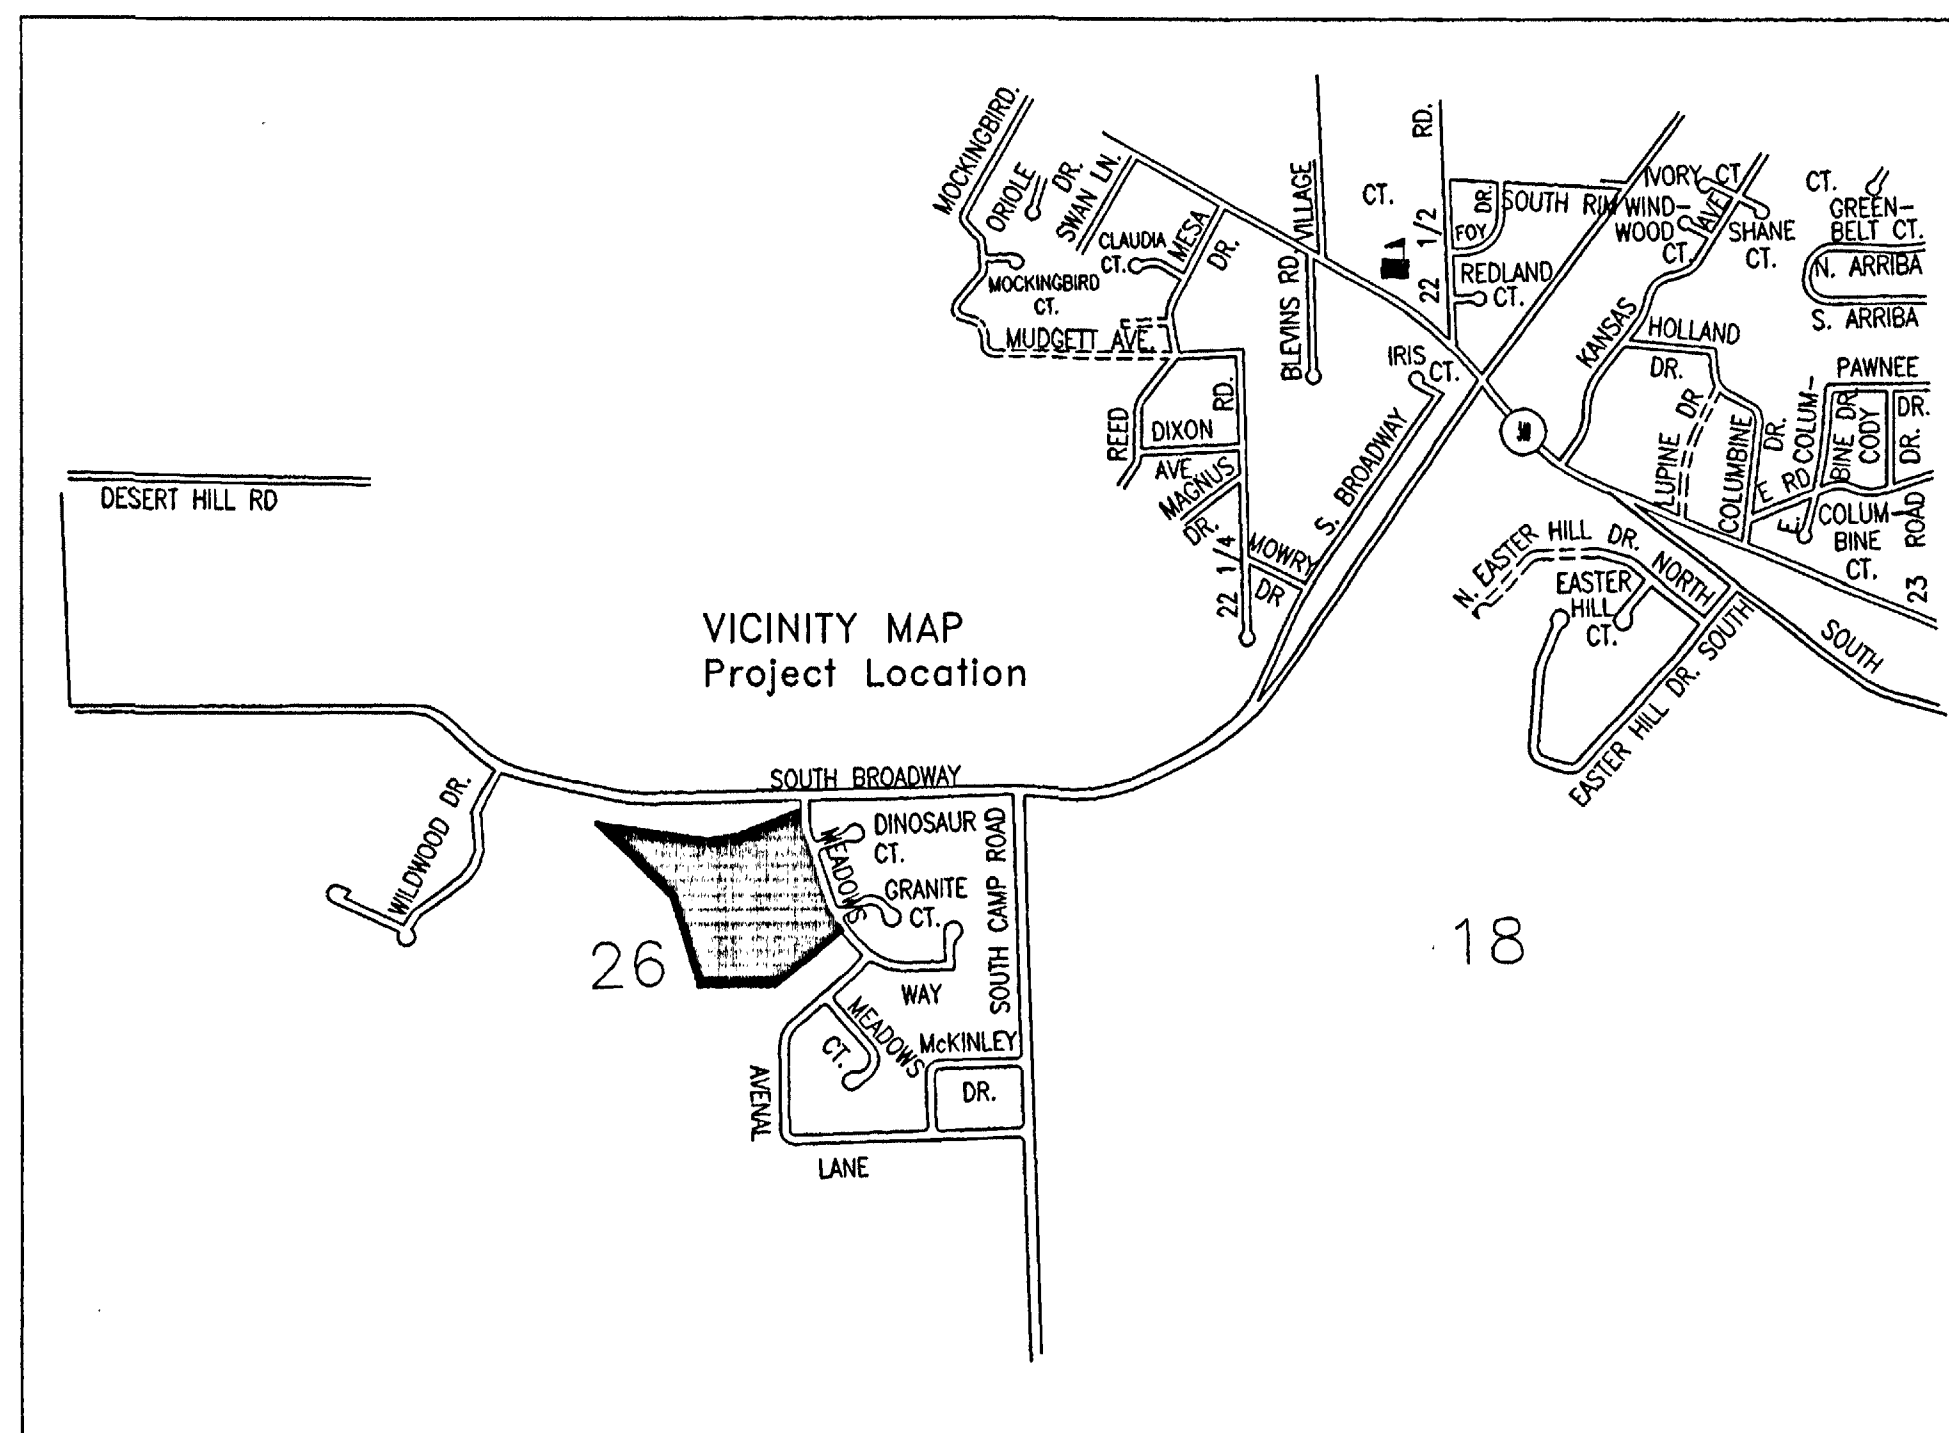 MOCKINGBIRD.
ORIOLE
DR.
SWAN LN.
CLAUDIA
CT.
MESA
DR.
MOCKINGBIRD
CT.
MUDGETT AVE.
VILLAGE
BLEVINS RD.
CT.
22 1/2 RD.
FOY
DR.
SOUTH RIM
REDLAND
CT.
IVORY CT
WIND-
WOOD
CT.
AVE
SHANE
CT.
CT.
GREEN-
BELT CT.
N. ARRIBA
S. ARRIBA
KANSAS
HOLLAND
DR.
PAWNEE
DR.
IRIS
CT.
REED
DIXON
AVE.
RD.
MAGNUS
DR.
22 1/4
MOWRY
DR
S. BROADWAY
LUPINE DR
COLUMBINE
DR.
COLUM-
BINE DR
CODY
DR.
E RD
E.
COLUM-
BINE
CT.
23 ROAD
N. EASTER HILL DR.
NORTH
EASTER
HILL
CT.
EASTER HILL DR. SOUTH
SOUTH
DESERT HILL RD
VICINITY MAP
Project Location
SOUTH BROADWAY
WILDWOOD DR.
MEADOWS
DINOSAUR
CT.
GRANITE
CT.
WAY
SOUTH CAMP ROAD
26
18
MEADOWS
CT.
McKINLEY
DR.
AVENAL
LANE